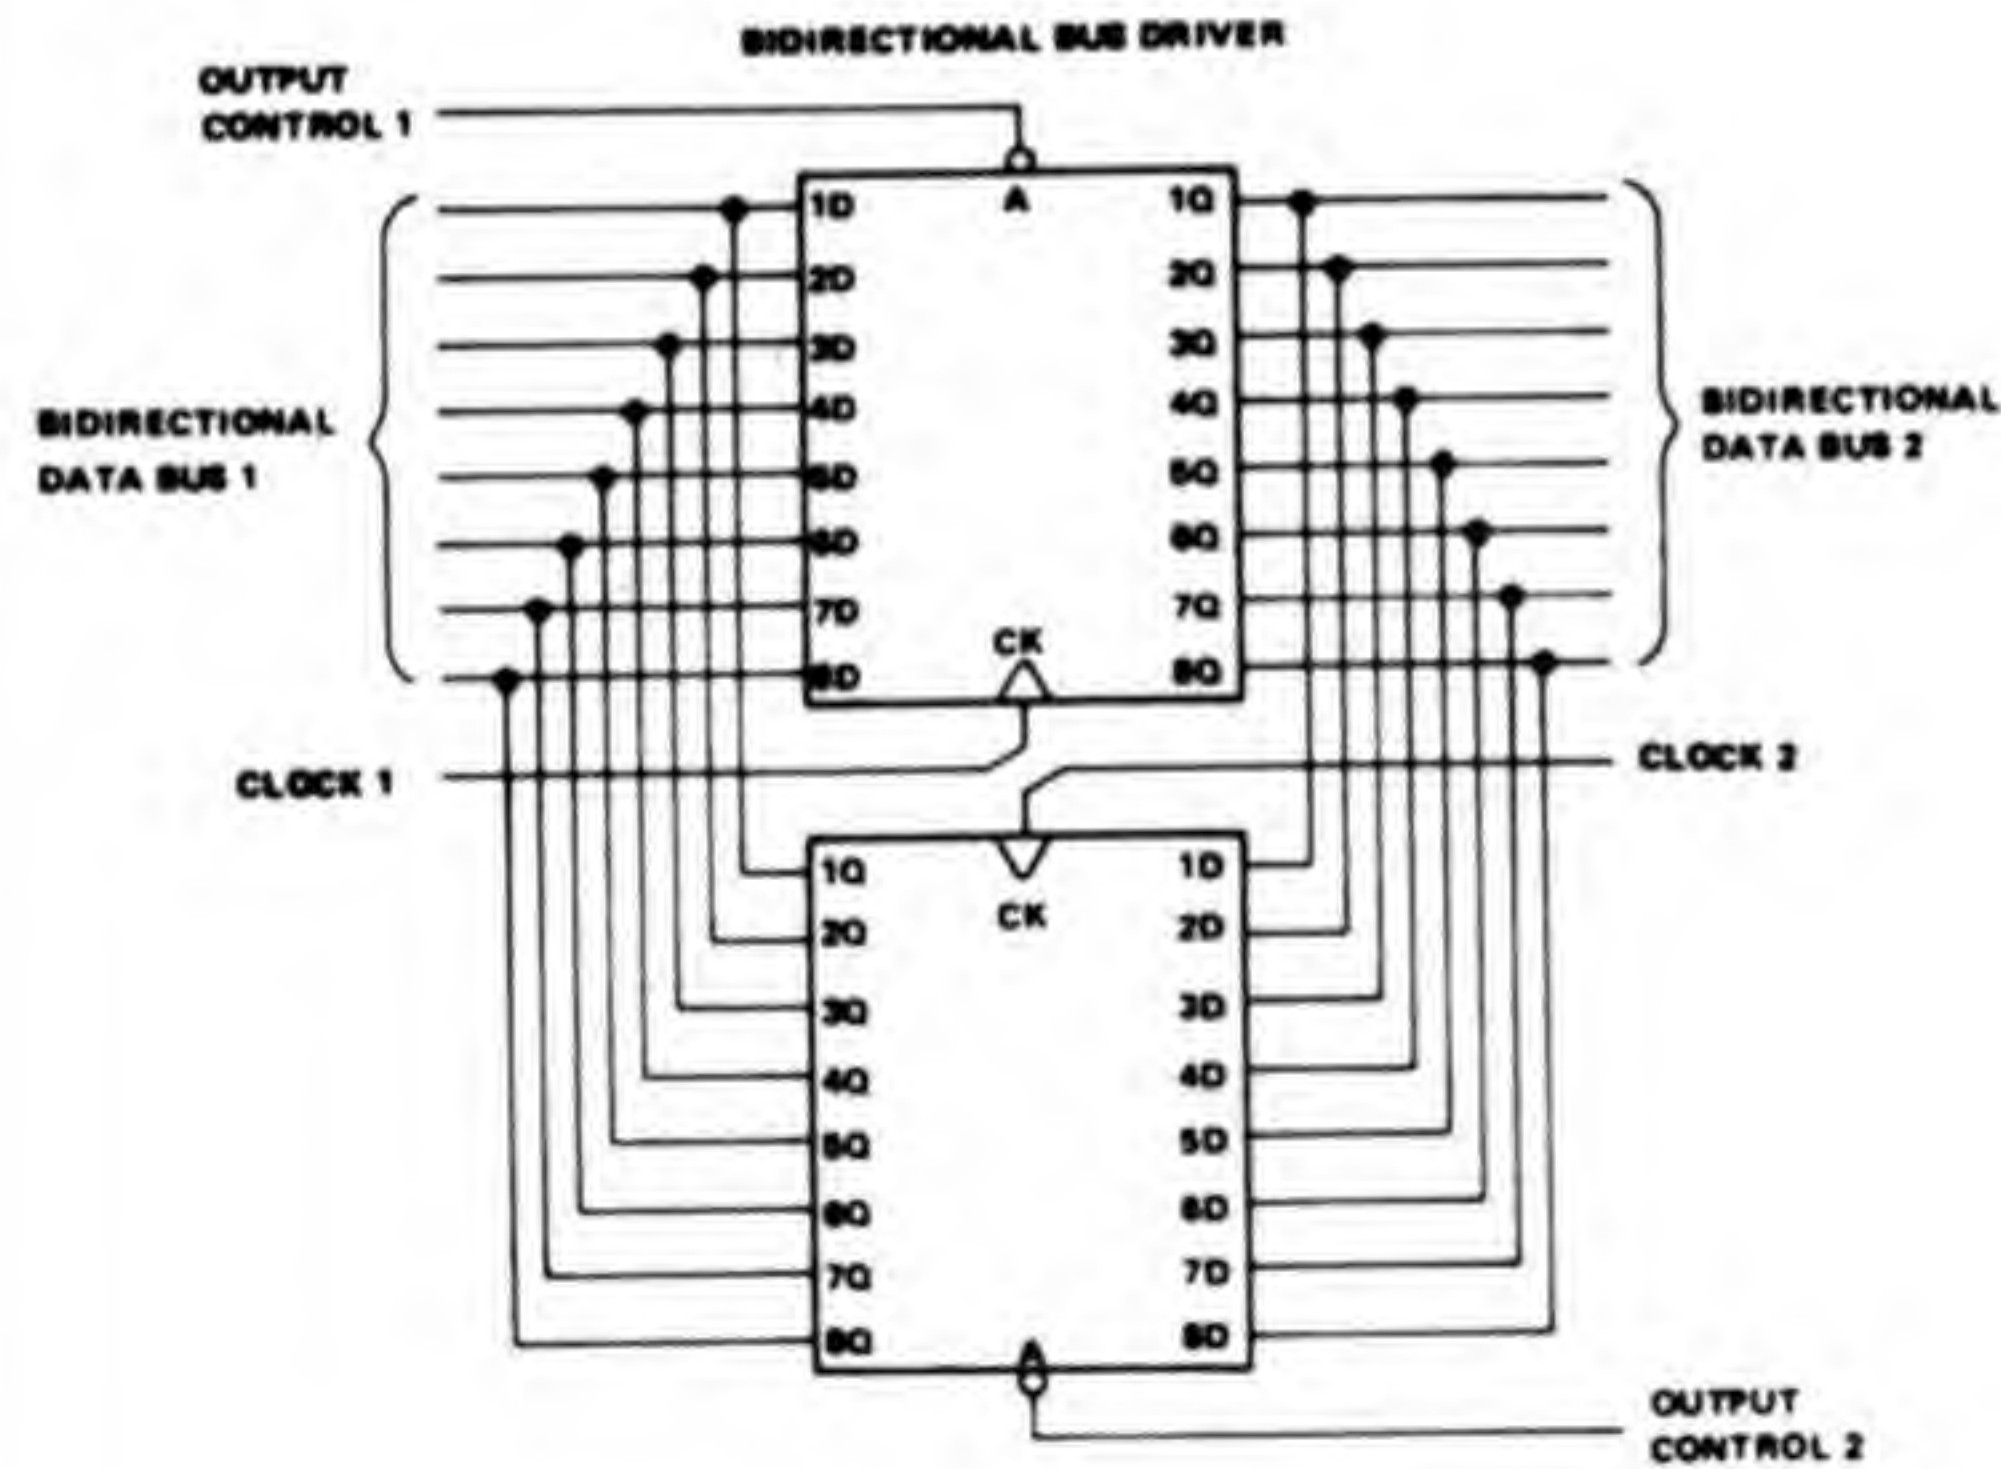 BIDIRECTIONAL BUS DRIVER
OUTPUT
CONTROL 1
BIDIRECTIONAL
DATA BUS 1
CLOCK 1
A
1D
2D
3D
4D
5D
6D
7D
8D
1Q
2Q
3Q
4Q
5Q
6Q
7Q
8Q
CK
BIDIRECTIONAL
DATA BUS 2
CLOCK 2
CK
1Q
2Q
3Q
4Q
5Q
6Q
7Q
8Q
1D
2D
3D
4D
5D
6D
7D
8D
A
OUTPUT
CONTROL 2